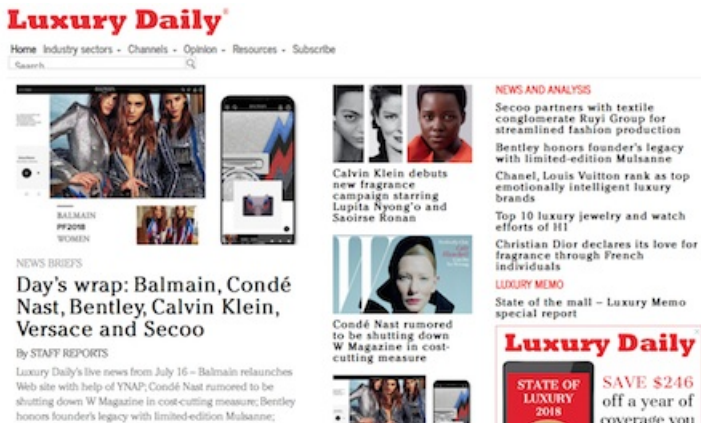 Luxury Daily®
Home Industry sectors Channels Opinion Resources Subscribe
Search
BALMAIN
PF2018
WOMEN
NEWS BRIEFS
Day's wrap: Balmain, Condé
Nast, Bentley, Calvin Klein,
Versace and Secoo
By STAFF REPORTS
Luxury Daily's live news from July 16 – Balmain relaunches
Web site with help of YNAP; Condé Nast rumored to be
shutting down W Magazine in cost-cutting measure; Bentley
honors founder's legacy with limited-edition Mulsanne;
Calvin Klein debuts
new fragrance
campaign starring
Lupita Nyong'o and
Saoirse Ronan
W
Condé Nast rumored
to be shutting down
W Magazine in cost-
cutting measure
NEWS AND ANALYSIS
Secoo partners with textile
conglomerate Ruyi Group for
streamlined fashion production
Bentley honors founder's legacy
with limited-edition Mulsanne
Chanel, Louis Vuitton rank as top
emotionally intelligent luxury
brands
Top 10 luxury jewelry and watch
efforts of H1
Christian Dior declares its love for
fragrance through French
individuals
LUXURY MEMO
State of the mall – Luxury Memo
special report
Luxury Daily
STATE OF
LUXURY
2018
SAVE $246
off a year of
coverage you